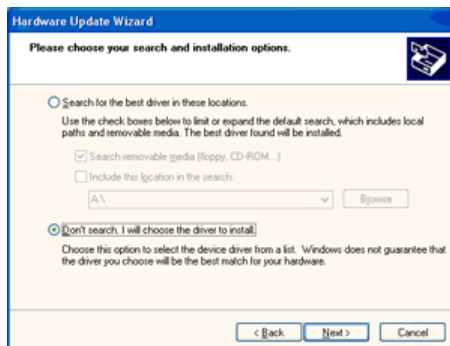 Hardware Update Wizard
Please choose your search and installation options.
Search for the best driver in these locations.
Use the check boxes below to limit or expand the default search, which includes local
paths and removable media. The best driver found will be installed.
Search removable media (floppy, CD-ROM...)
Include this location in the search:
A:\
Browse
Don't search. I will choose the driver to install.
Choose this option to select the device driver from a list. Windows does not guarantee that
the driver you choose will be the best match for your hardware.
< Back
Next >
Cancel